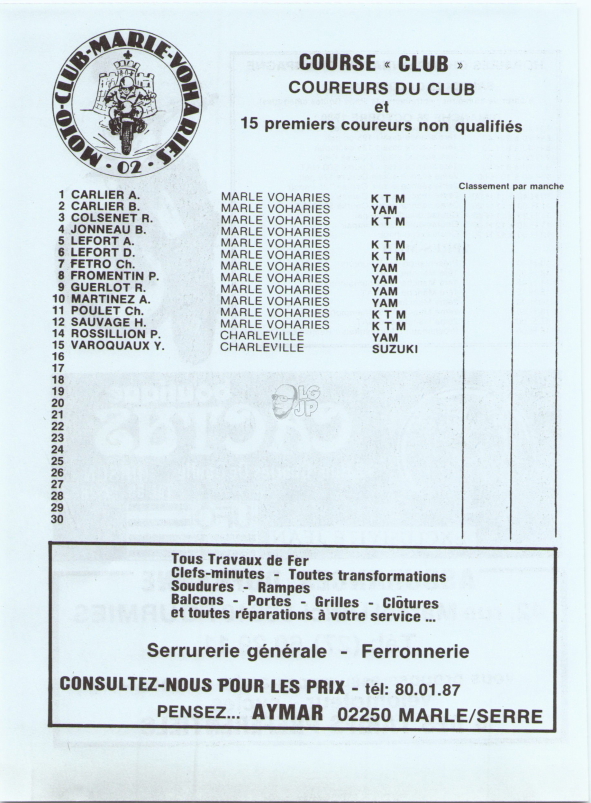 MOTO-CLUB-MARLE-VOHARIES
• 02 •
COURSE « CLUB »
COUREURS DU CLUB
et
15 premiers coureurs non qualifiés
Classement par manche
1 CARLIER A. MARLE VOHARIES K T M
2 CARLIER B. MARLE VOHARIES YAM
3 COLSENET R. MARLE VOHARIES K T M
4 JONNEAU B. MARLE VOHARIES
5 LEFORT A. MARLE VOHARIES K T M
6 LEFORT D. MARLE VOHARIES K T M
7 FETRO Ch. MARLE VOHARIES YAM
8 FROMENTIN P. MARLE VOHARIES YAM
9 GUERLOT R. MARLE VOHARIES YAM
10 MARTINEZ A. MARLE VOHARIES YAM
11 POULET Ch. MARLE VOHARIES K T M
12 SAUVAGE H. MARLE VOHARIES K T M
14 ROSSILLION P. CHARLEVILLE YAM
15 VAROQUAUX Y. CHARLEVILLE SUZUKI
16
17
18
19
20
21
22
23
24
25
26
27
28
29
30
LG
JP
Tous Travaux de Fer
Clefs-minutes - Toutes transformations
Soudures - Rampes
Balcons - Portes - Grilles - Clôtures
et toutes réparations à votre service ...
Serrurerie générale - Ferronnerie
CONSULTEZ-NOUS POUR LES PRIX - tél: 80.01.87
PENSEZ... AYMAR 02250 MARLE/SERRE